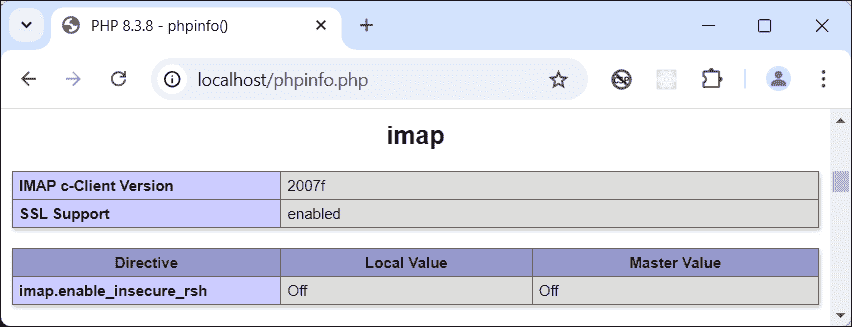 PHP 8.3.8 - phpinfo()
localhost/phpinfo.php
imap
IMAP c-Client Version 2007f
SSL Support enabled
Directive Local Value Master Value
imap.enable_insecure_rsh Off Off